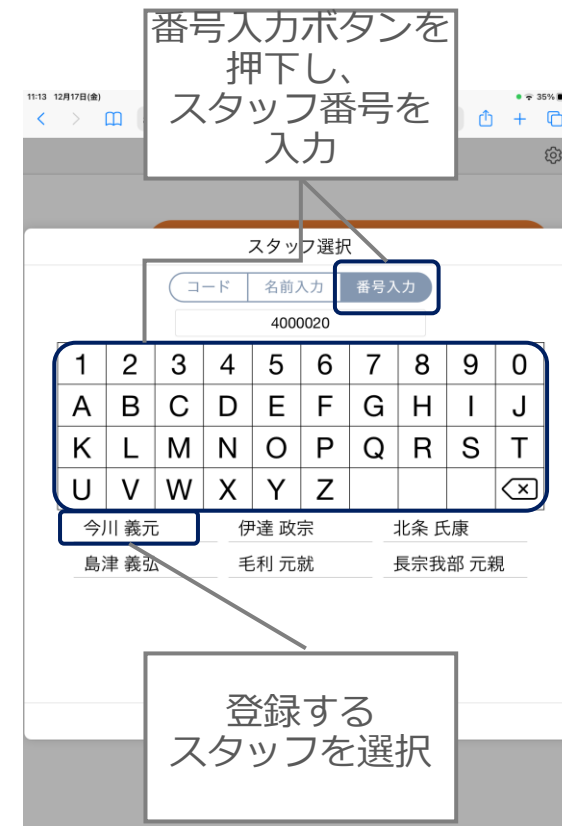 番号入力ボタンを
押下し、
スタッフ番号を
入力
11:13 12月17日(金)
35%
スタッフ選択
コード 名前入力 番号入力
4000020
1 2 3 4 5 6 7 8 9 0
A B C D E F G H I J
K L M N O P Q R S T
U V W X Y Z
今川 義元 伊達 政宗 北条 氏康
島津 義弘 毛利 元就 長宗我部 元親
登録する
スタッフを選択